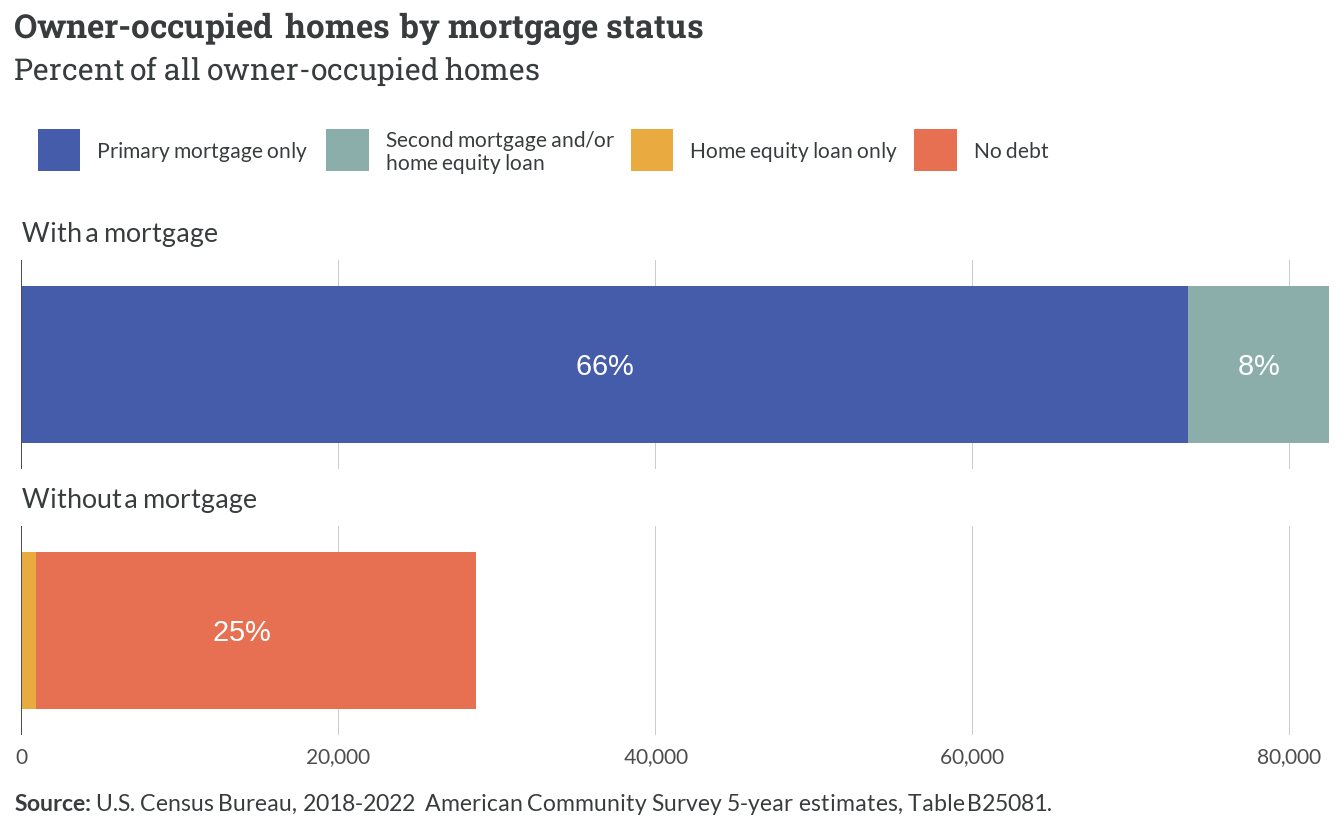 Owner-occupied homes by mortgage status
Percent of all owner-occupied homes
Primary mortgage only
Second mortgage and/or
home equity loan
Home equity loan only
No debt
With a mortgage
66%
8%
Without a mortgage
25%
0 20,000 40,000 60,000 80,000
Source: U.S. Census Bureau, 2018-2022 American Community Survey 5-year estimates, Table B25081.